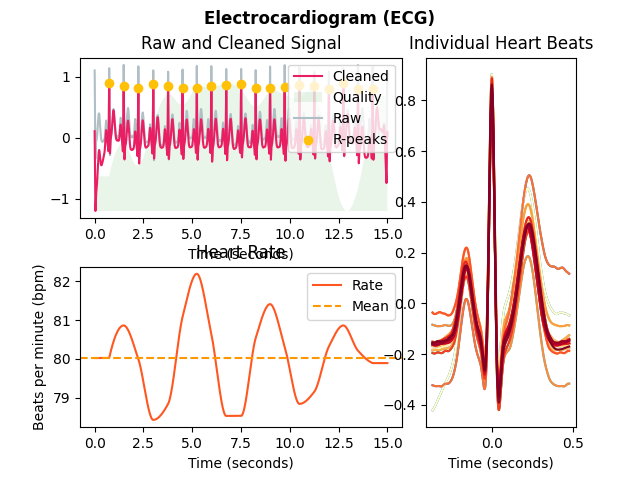 Electrocardiogram (ECG)
Raw and Cleaned Signal
1
0
−1
Cleaned
Quality
Raw
R-peaks
0.0 2.5 5.0 7.5 10.0 12.5 15.0
Time (seconds)
Heart Rate
Beats per minute (bpm)
82
81
80
79
Rate
Mean
0.0 2.5 5.0 7.5 10.0 12.5 15.0
Time (seconds)
Individual Heart Beats
0.8
0.6
0.4
0.2
0.0
−0.2
−0.4
0.0 0.5
Time (seconds)